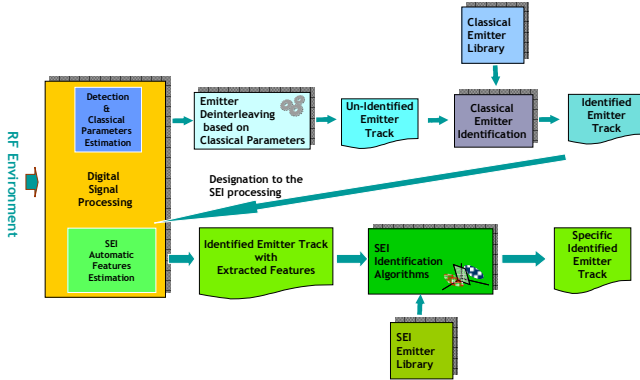 Classical
Emitter
Library
Detection
&
Classical
Parameters
Estimation
Emitter
Deinterleaving
based on
Classical Parameters
Un-Identified
Emitter
Track
Classical
Emitter
Identification
Identified
Emitter
Track
RF Environment
Digital
Signal
Processing
Designation to the
SEI processing
SEI
Automatic
Features
Estimation
Identified Emitter Track
with
Extracted Features
SEI
Identification
Algorithms
Specific
Identified
Emitter
Track
SEI
Emitter
Library